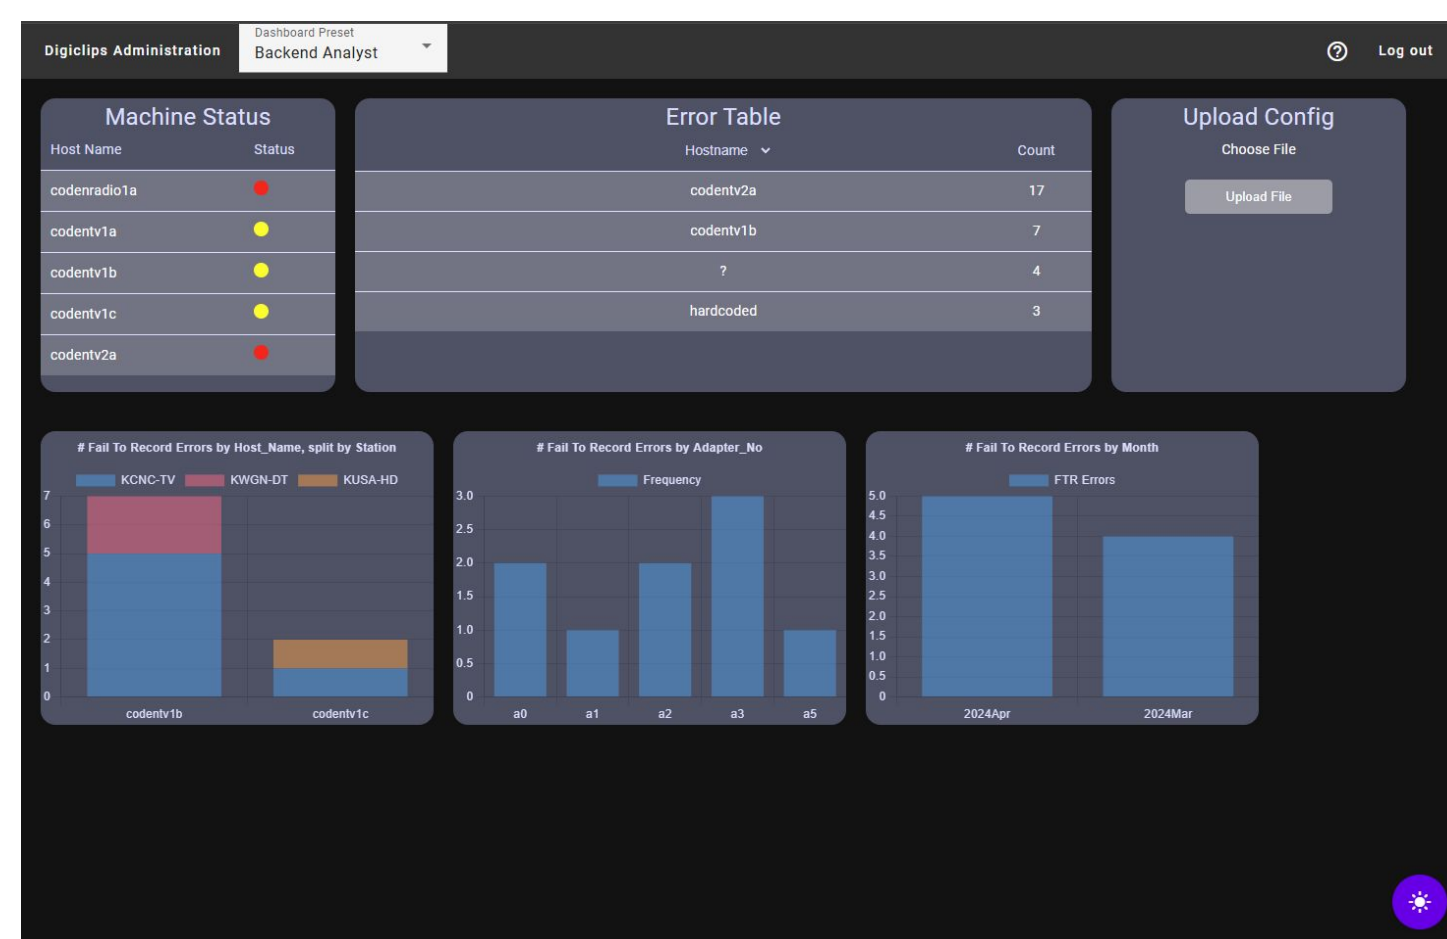 Digiclips Administration
Dashboard Preset
Backend Analyst
Log out
Machine Status
Host Name Status
codenradio1a
codentv1a
codentv1b
codentv1c
codentv2a
Error Table
Hostname Count
codentv2a 17
codentv1b 7
? 4
hardcoded 3
Upload Config
Choose File
Upload File
# Fail To Record Errors by Host_Name, split by Station
KCNC-TV KWGN-DT KUSA-HD
7
6
5
4
3
2
1
0
codentv1b codentv1c
# Fail To Record Errors by Adapter_No
Frequency
3.0
2.5
2.0
1.5
1.0
0.5
0
a0 a1 a2 a3 a5
# Fail To Record Errors by Month
FTR Errors
5.0
4.5
4.0
3.5
3.0
2.5
2.0
1.5
1.0
0.5
0
2024Apr 2024Mar